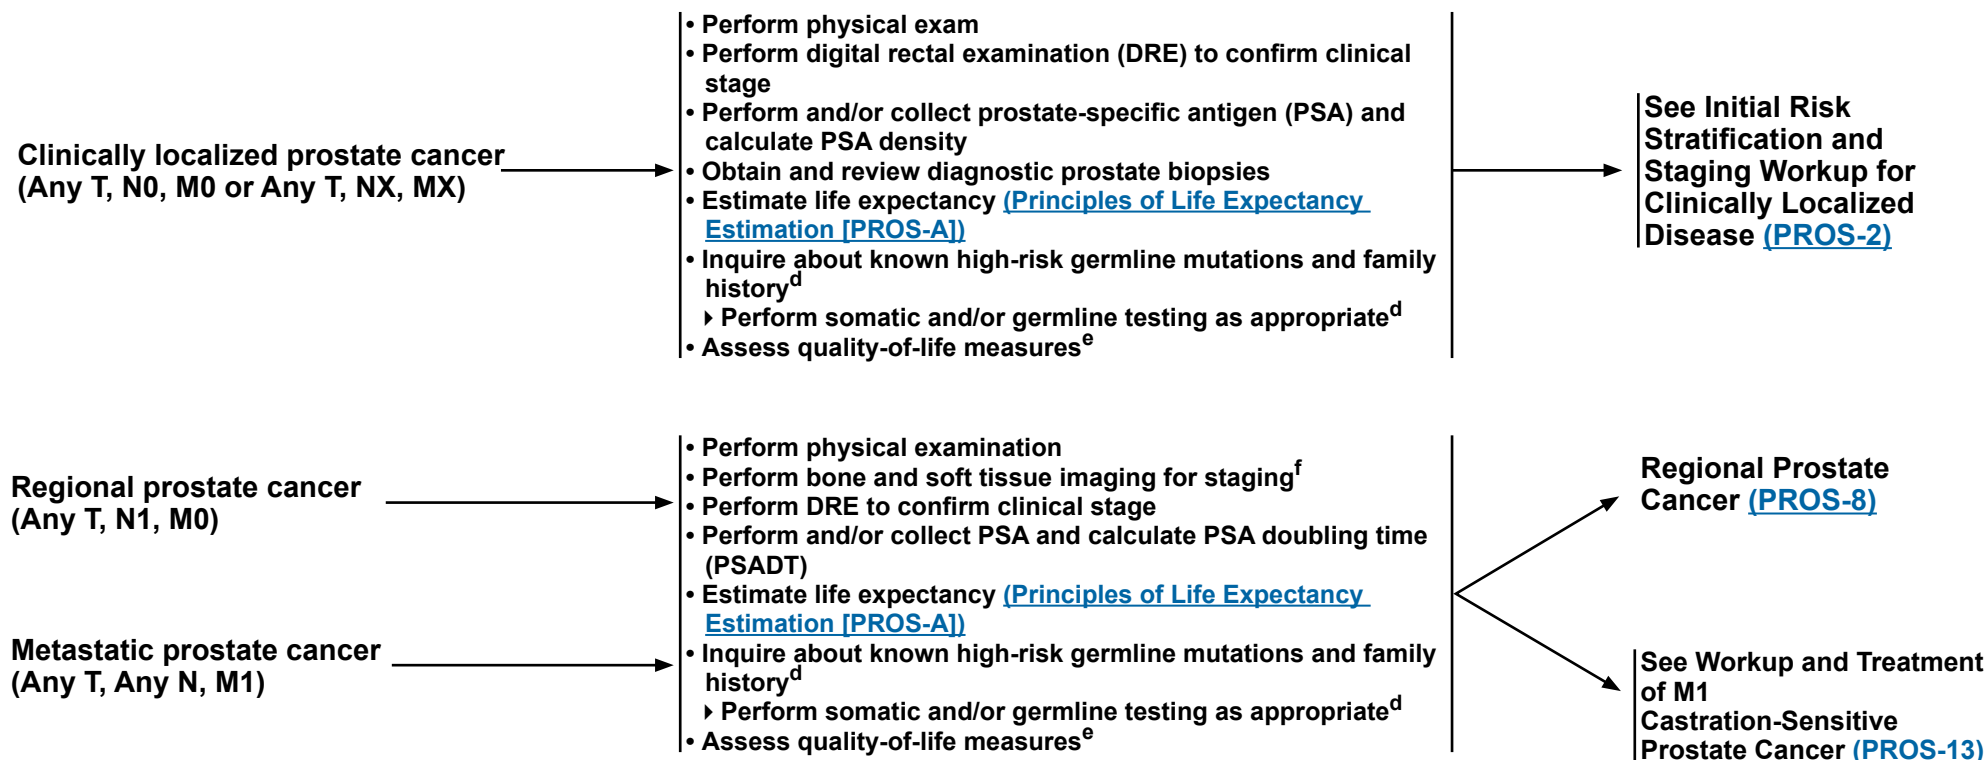 Clinically localized prostate cancer
(Any T, N0, M0 or Any T, NX, MX)
• Perform physical exam
• Perform digital rectal examination (DRE) to confirm clinical
stage
• Perform and/or collect prostate-specific antigen (PSA) and
calculate PSA density
• Obtain and review diagnostic prostate biopsies
• Estimate life expectancy (Principles of Life Expectancy
Estimation [PROS-A])
• Inquire about known high-risk germline mutations and family
history^d
▸ Perform somatic and/or germline testing as appropriate^d
• Assess quality-of-life measures^e
See Initial Risk
Stratification and
Staging Workup for
Clinically Localized
Disease (PROS-2)
Regional prostate cancer
(Any T, N1, M0)
Metastatic prostate cancer
(Any T, Any N, M1)
• Perform physical examination
• Perform bone and soft tissue imaging for staging^f
• Perform DRE to confirm clinical stage
• Perform and/or collect PSA and calculate PSA doubling time
(PSADT)
• Estimate life expectancy (Principles of Life Expectancy
Estimation [PROS-A])
• Inquire about known high-risk germline mutations and family
history^d
▸ Perform somatic and/or germline testing as appropriate^d
• Assess quality-of-life measures^e
Regional Prostate
Cancer (PROS-8)
See Workup and Treatment
of M1
Castration-Sensitive
Prostate Cancer (PROS-13)